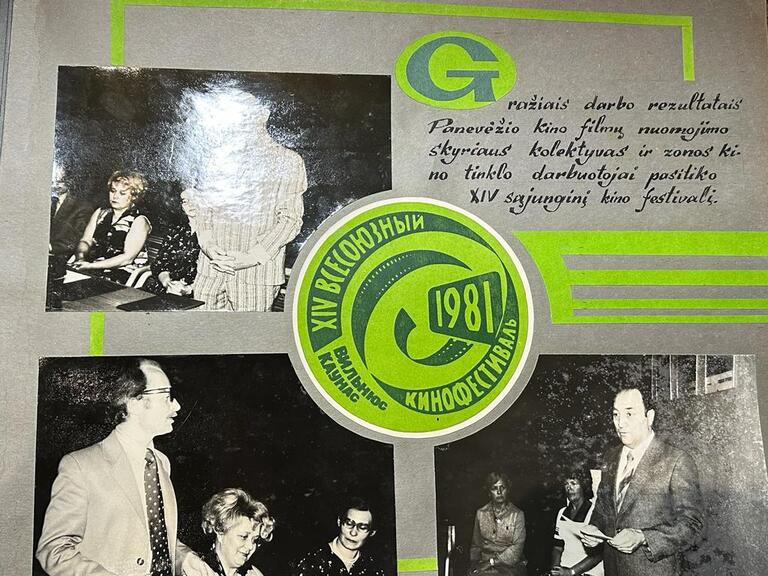 Gražiais darbo rezultatais
Panevėžio kino filmų nuomojimo
skyriaus kolektyvas ir zonos ki-
no tinklo darbuotojai pasitiko
XIV sąjunginį kino festivalį.
XIV ВСЕСОЮЗНЫЙ
1981
ВИЛЬНЮС
КАУНАС
КИНОФЕСТИВАЛЬ